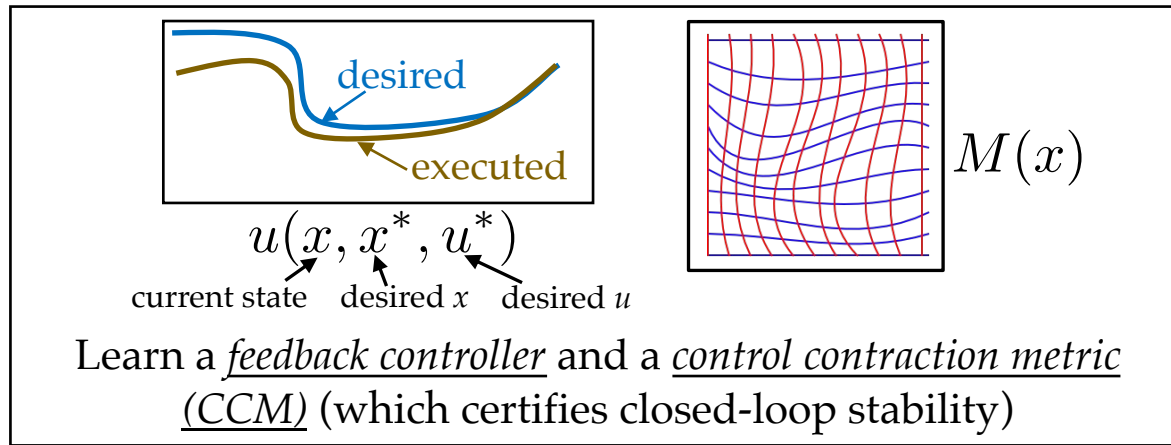 desired
executed
M(x)
u(x, x*, u*)
current state desired x desired u
Learn a feedback controller and a control contraction metric
(CCM) (which certifies closed-loop stability)